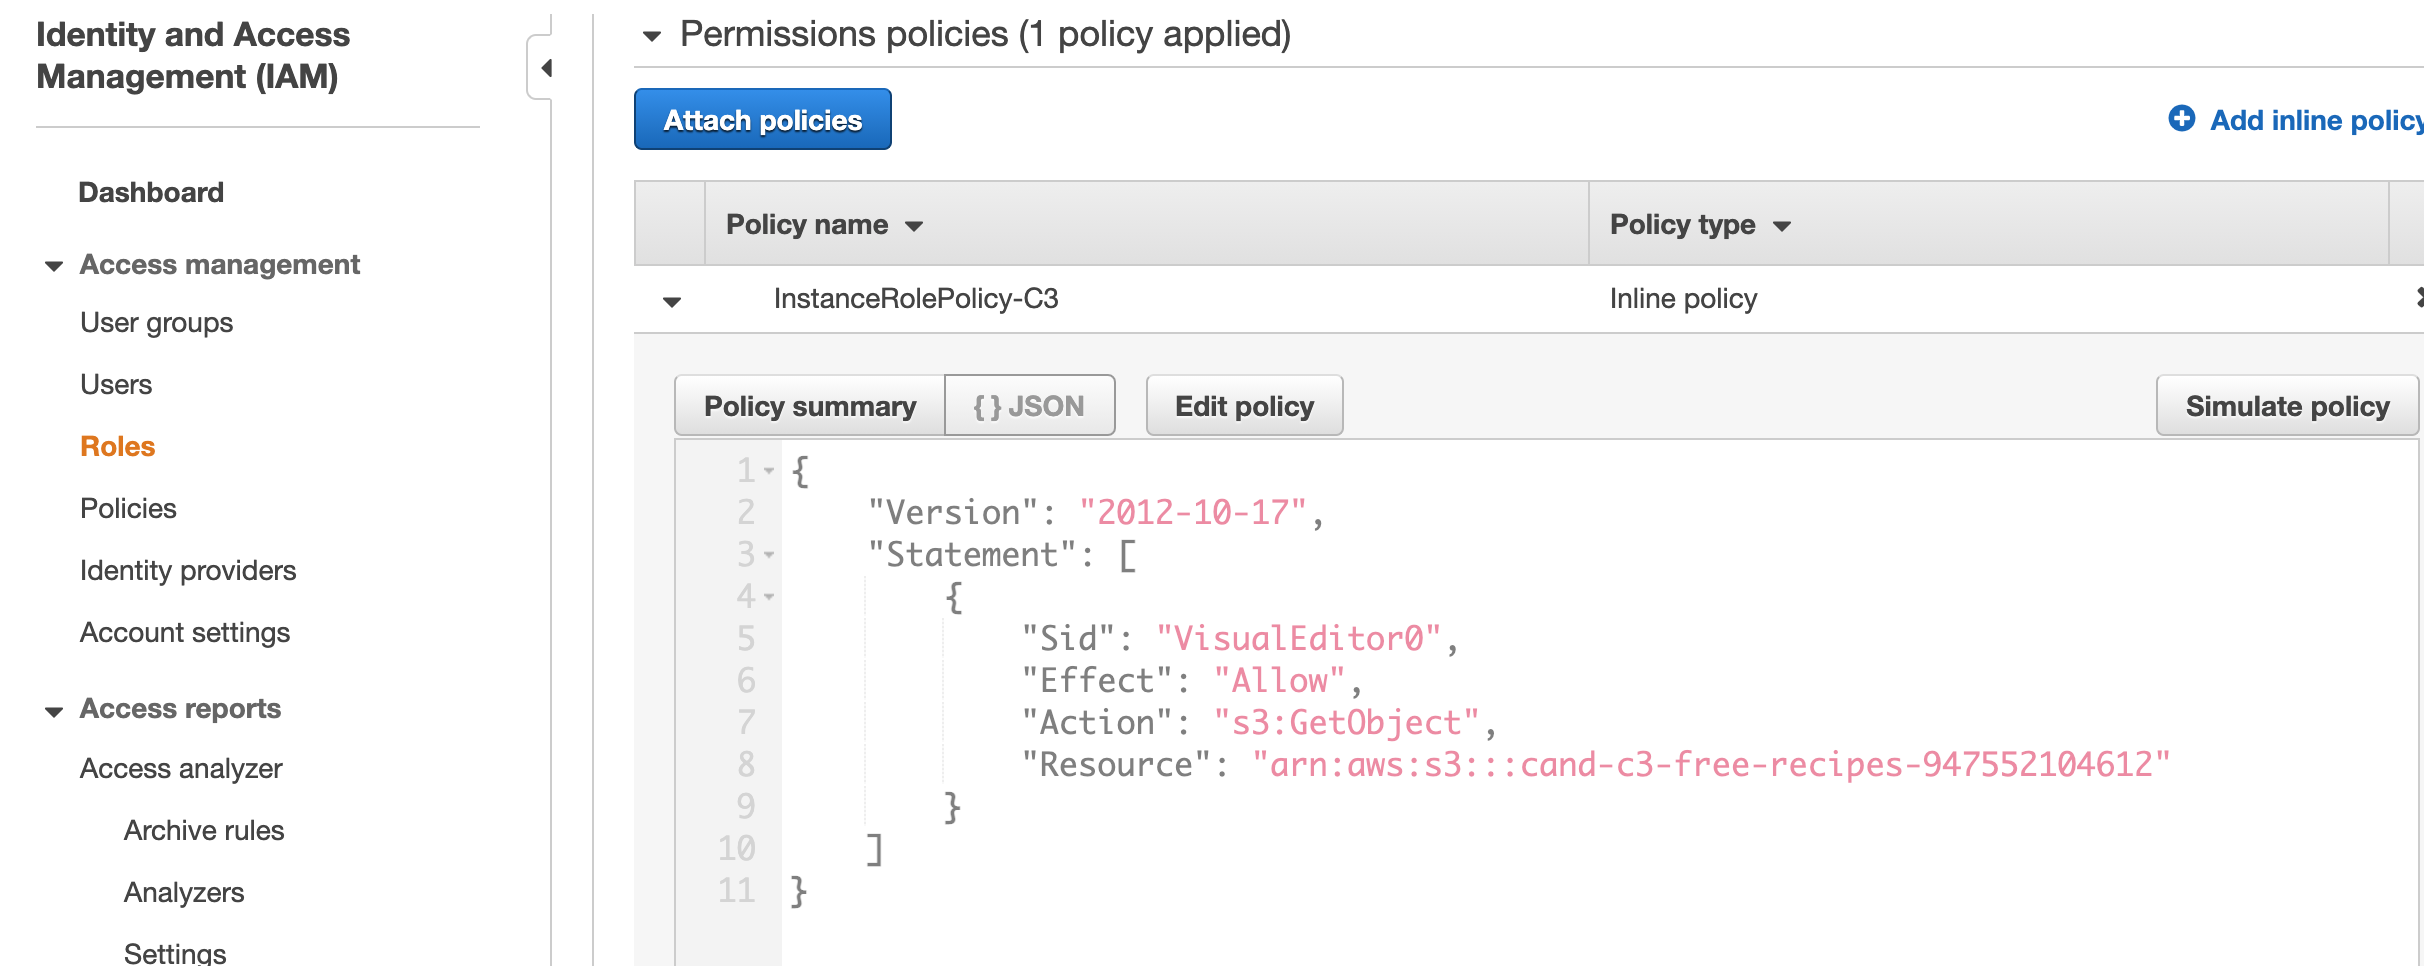 Identity and Access
Management (IAM)
Dashboard
Access management
User groups
Users
Roles
Policies
Identity providers
Account settings
Access reports
Access analyzer
Archive rules
Analyzers
Settings
Permissions policies (1 policy applied)
Attach policies
Add inline policy
Policy name
Policy type
InstanceRolePolicy-C3
Inline policy
Policy summary
{ } JSON
Edit policy
Simulate policy
1 {
2 "Version": "2012-10-17",
3 "Statement": [
4 {
5 "Sid": "VisualEditor0",
6 "Effect": "Allow",
7 "Action": "s3:GetObject",
8 "Resource": "arn:aws:s3:::cand-c3-free-recipes-947552104612"
9 }
10 ]
11 }